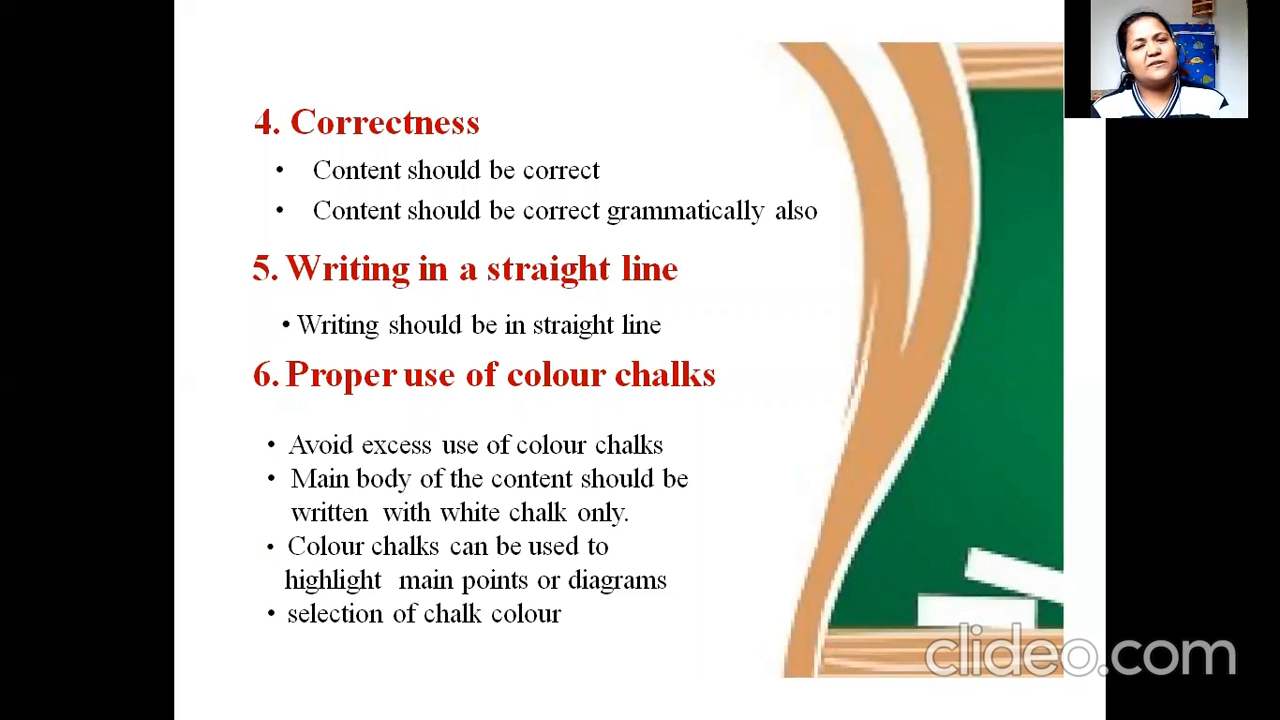 4. Correctness
• Content should be correct
• Content should be correct grammatically also
5. Writing in a straight line
• Writing should be in straight line
6. Proper use of colour chalks
• Avoid excess use of colour chalks
• Main body of the content should be
written with white chalk only.
• Colour chalks can be used to
highlight main points or diagrams
• selection of chalk colour
clideo.com